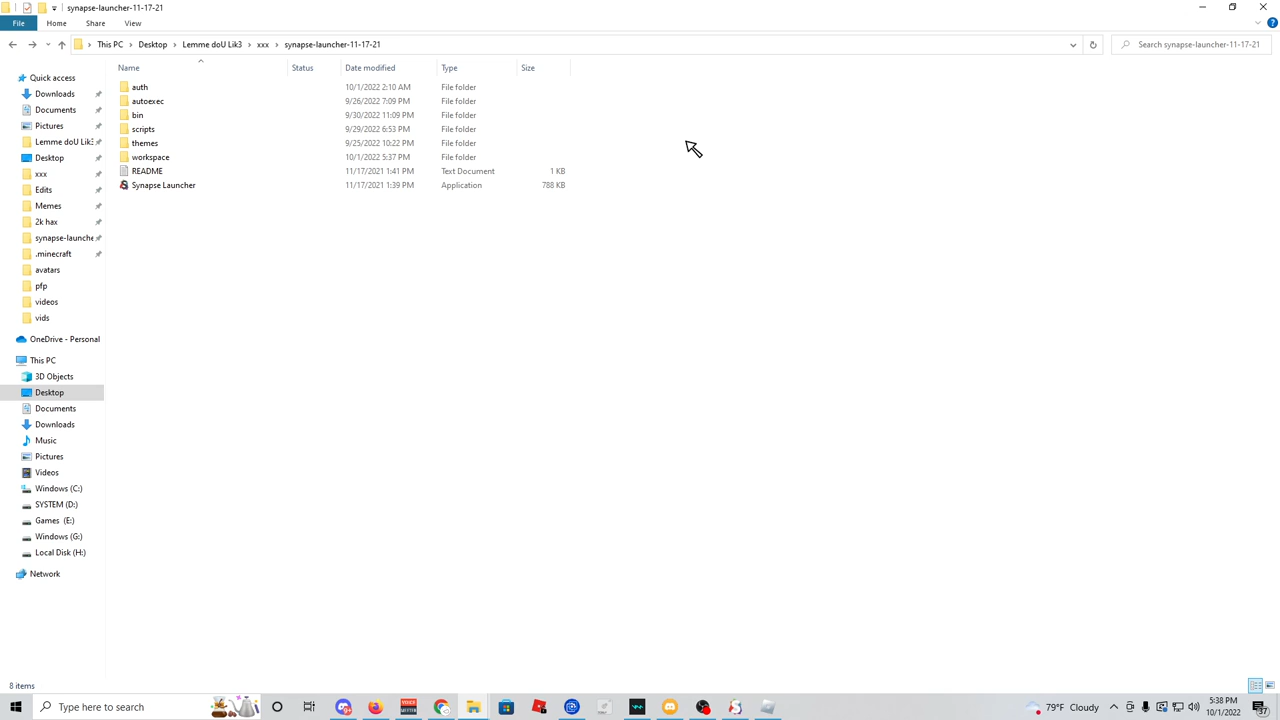 synapse-launcher-11-17-21
File Home Share View
This PC Desktop Lemme doU Lik3 xxx synapse-launcher-11-17-21 Search synapse-launcher-11-17-21
Name Status Date modified Type Size
auth 10/1/2022 2:10 AM File folder
autoexec 9/26/2022 7:09 PM File folder
bin 9/30/2022 11:09 PM File folder
scripts 9/29/2022 6:53 PM File folder
themes 9/25/2022 10:22 PM File folder
workspace 10/1/2022 5:37 PM File folder
README 11/17/2021 1:41 PM Text Document 1 KB
Synapse Launcher 11/17/2021 1:39 PM Application 788 KB
Quick access
Downloads
Documents
Pictures
Lemme doU Lik3
Desktop
xxx
Edits
Memes
2k hax
synapse-launche
.minecraft
avatars
pfp
videos
vids
OneDrive - Personal
This PC
3D Objects
Desktop
Documents
Downloads
Music
Pictures
Videos
Windows (C:)
SYSTEM (D:)
Games (E:)
Windows (G:)
Local Disk (H:)
Network
8 items
Type here to search
79°F Cloudy
5:38 PM
10/1/2022
37